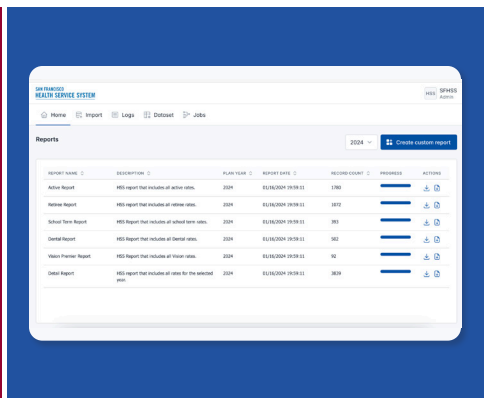 SAN FRANCISCO
HEALTH SERVICE SYSTEM
HSS SFHSS
Admin
Home Import Logs Dataset Jobs
Reports
2024 Create custom report
REPORT NAME DESCRIPTION PLAN YEAR REPORT DATE RECORD COUNT PROGRESS ACTIONS
Active Report HSS report that includes all active rates. 2024 01/16/2024 19:59:11 1780
Retiree Report HSS Report that includes all retiree rates. 2024 01/16/2024 19:59:11 1072
School Term Report HSS Report that includes all school term rates. 2024 01/16/2024 19:59:11 393
Dental Report HSS Report that includes all Dental rates. 2024 01/16/2024 19:59:11 502
Vision Premier Report HSS Report that includes all Vision rates. 2024 01/16/2024 19:59:11 92
Detail Report HSS report that includes all rates for the selected 2024 01/16/2024 19:59:11 3829
year.